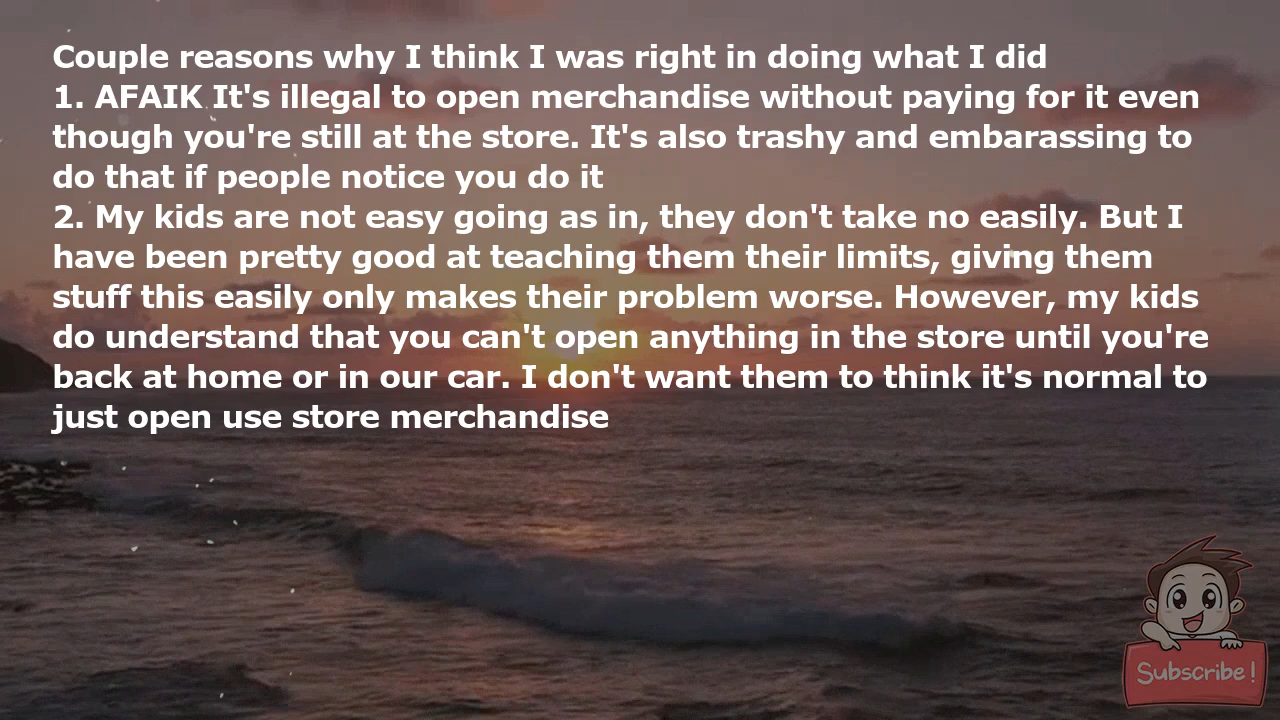 Couple reasons why I think I was right in doing what I did
1. AFAIK It's illegal to open merchandise without paying for it even
though you're still at the store. It's also trashy and embarassing to
do that if people notice you do it
2. My kids are not easy going as in, they don't take no easily. But I
have been pretty good at teaching them their limits, giving them
stuff this easily only makes their problem worse. However, my kids
do understand that you can't open anything in the store until you're
back at home or in our car. I don't want them to think it's normal to
just open use store merchandise
Subscribe!